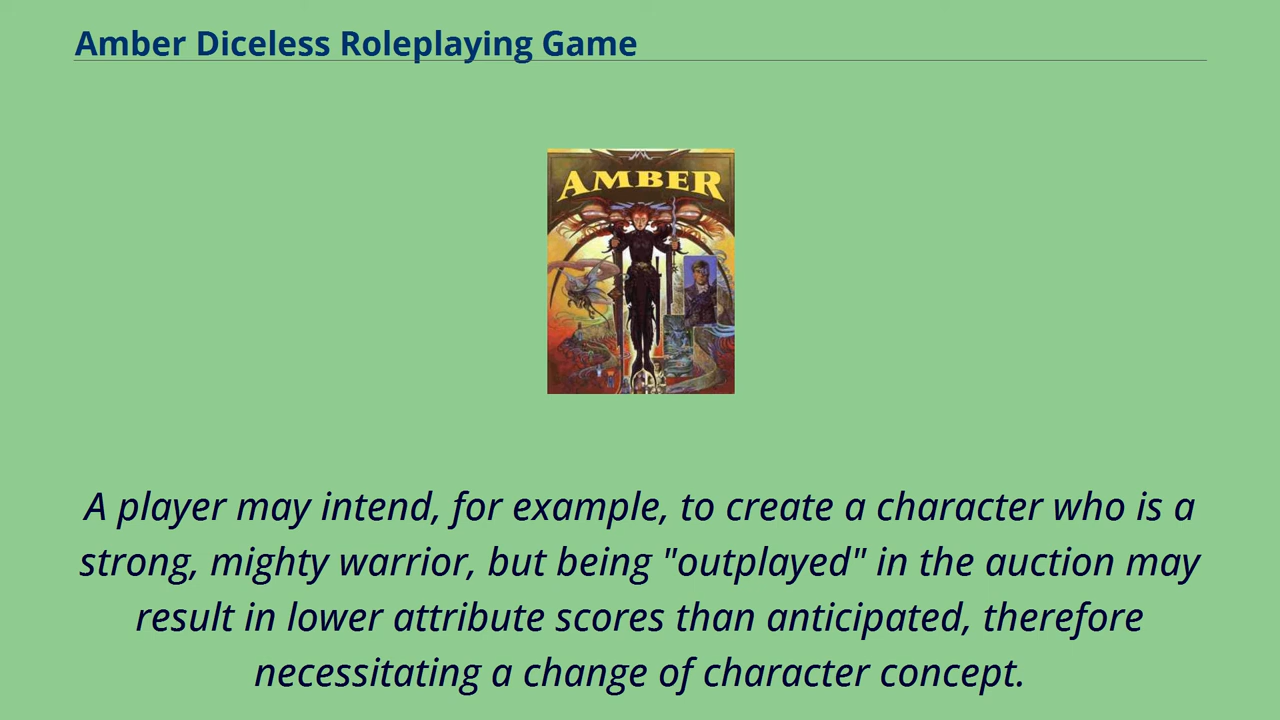 Amber Diceless Roleplaying Game
AMBER
A player may intend, for example, to create a character who is a
strong, mighty warrior, but being "outplayed" in the auction may
result in lower attribute scores than anticipated, therefore
necessitating a change of character concept.